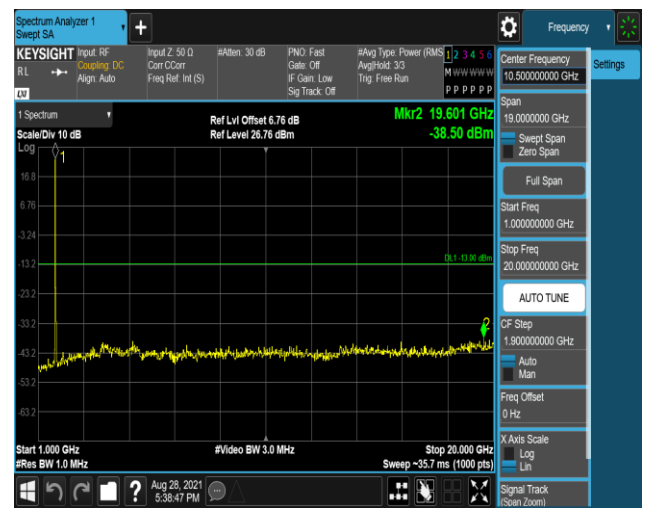 Spectrum Analyzer 1
Swept SA
+
Frequency
KEYSIGHT
RL
Input: RF
Coupling: DC
Align: Auto
Input Z: 50 Ω
Corr CCorr
Freq Ref: Int (S)
#Atten: 30 dB
PNO: Fast
Gate: Off
IF Gain: Low
Sig Track: Off
#Avg Type: Power (RMS
Avg|Hold: 3/3
Trig: Free Run
1 2 3 4 5 6
M W W W W W
P P P P P P
1 Spectrum
Scale/Div 10 dB
Log
Ref Lvl Offset 6.76 dB
Ref Level 26.76 dBm
Mkr2 19.601 GHz
-38.50 dBm
1
16.8
6.76
-3.24
-13.2
DL1 -13.00 dBm
-23.2
-33.2
2
-43.2
-53.2
-63.2
Start 1.000 GHz
#Res BW 1.0 MHz
#Video BW 3.0 MHz
Stop 20.000 GHz
Sweep ~35.7 ms (1000 pts)
Center Frequency
10.500000000 GHz
Settings
Span
19.0000000 GHz
Swept Span
Zero Span
Full Span
Start Freq
1.000000000 GHz
Stop Freq
20.000000000 GHz
AUTO TUNE
CF Step
1.900000000 GHz
Auto
Man
Freq Offset
0 Hz
X Axis Scale
Log
Lin
Signal Track
(Span Zoom)
?
Aug 28, 2021
5:38:47 PM